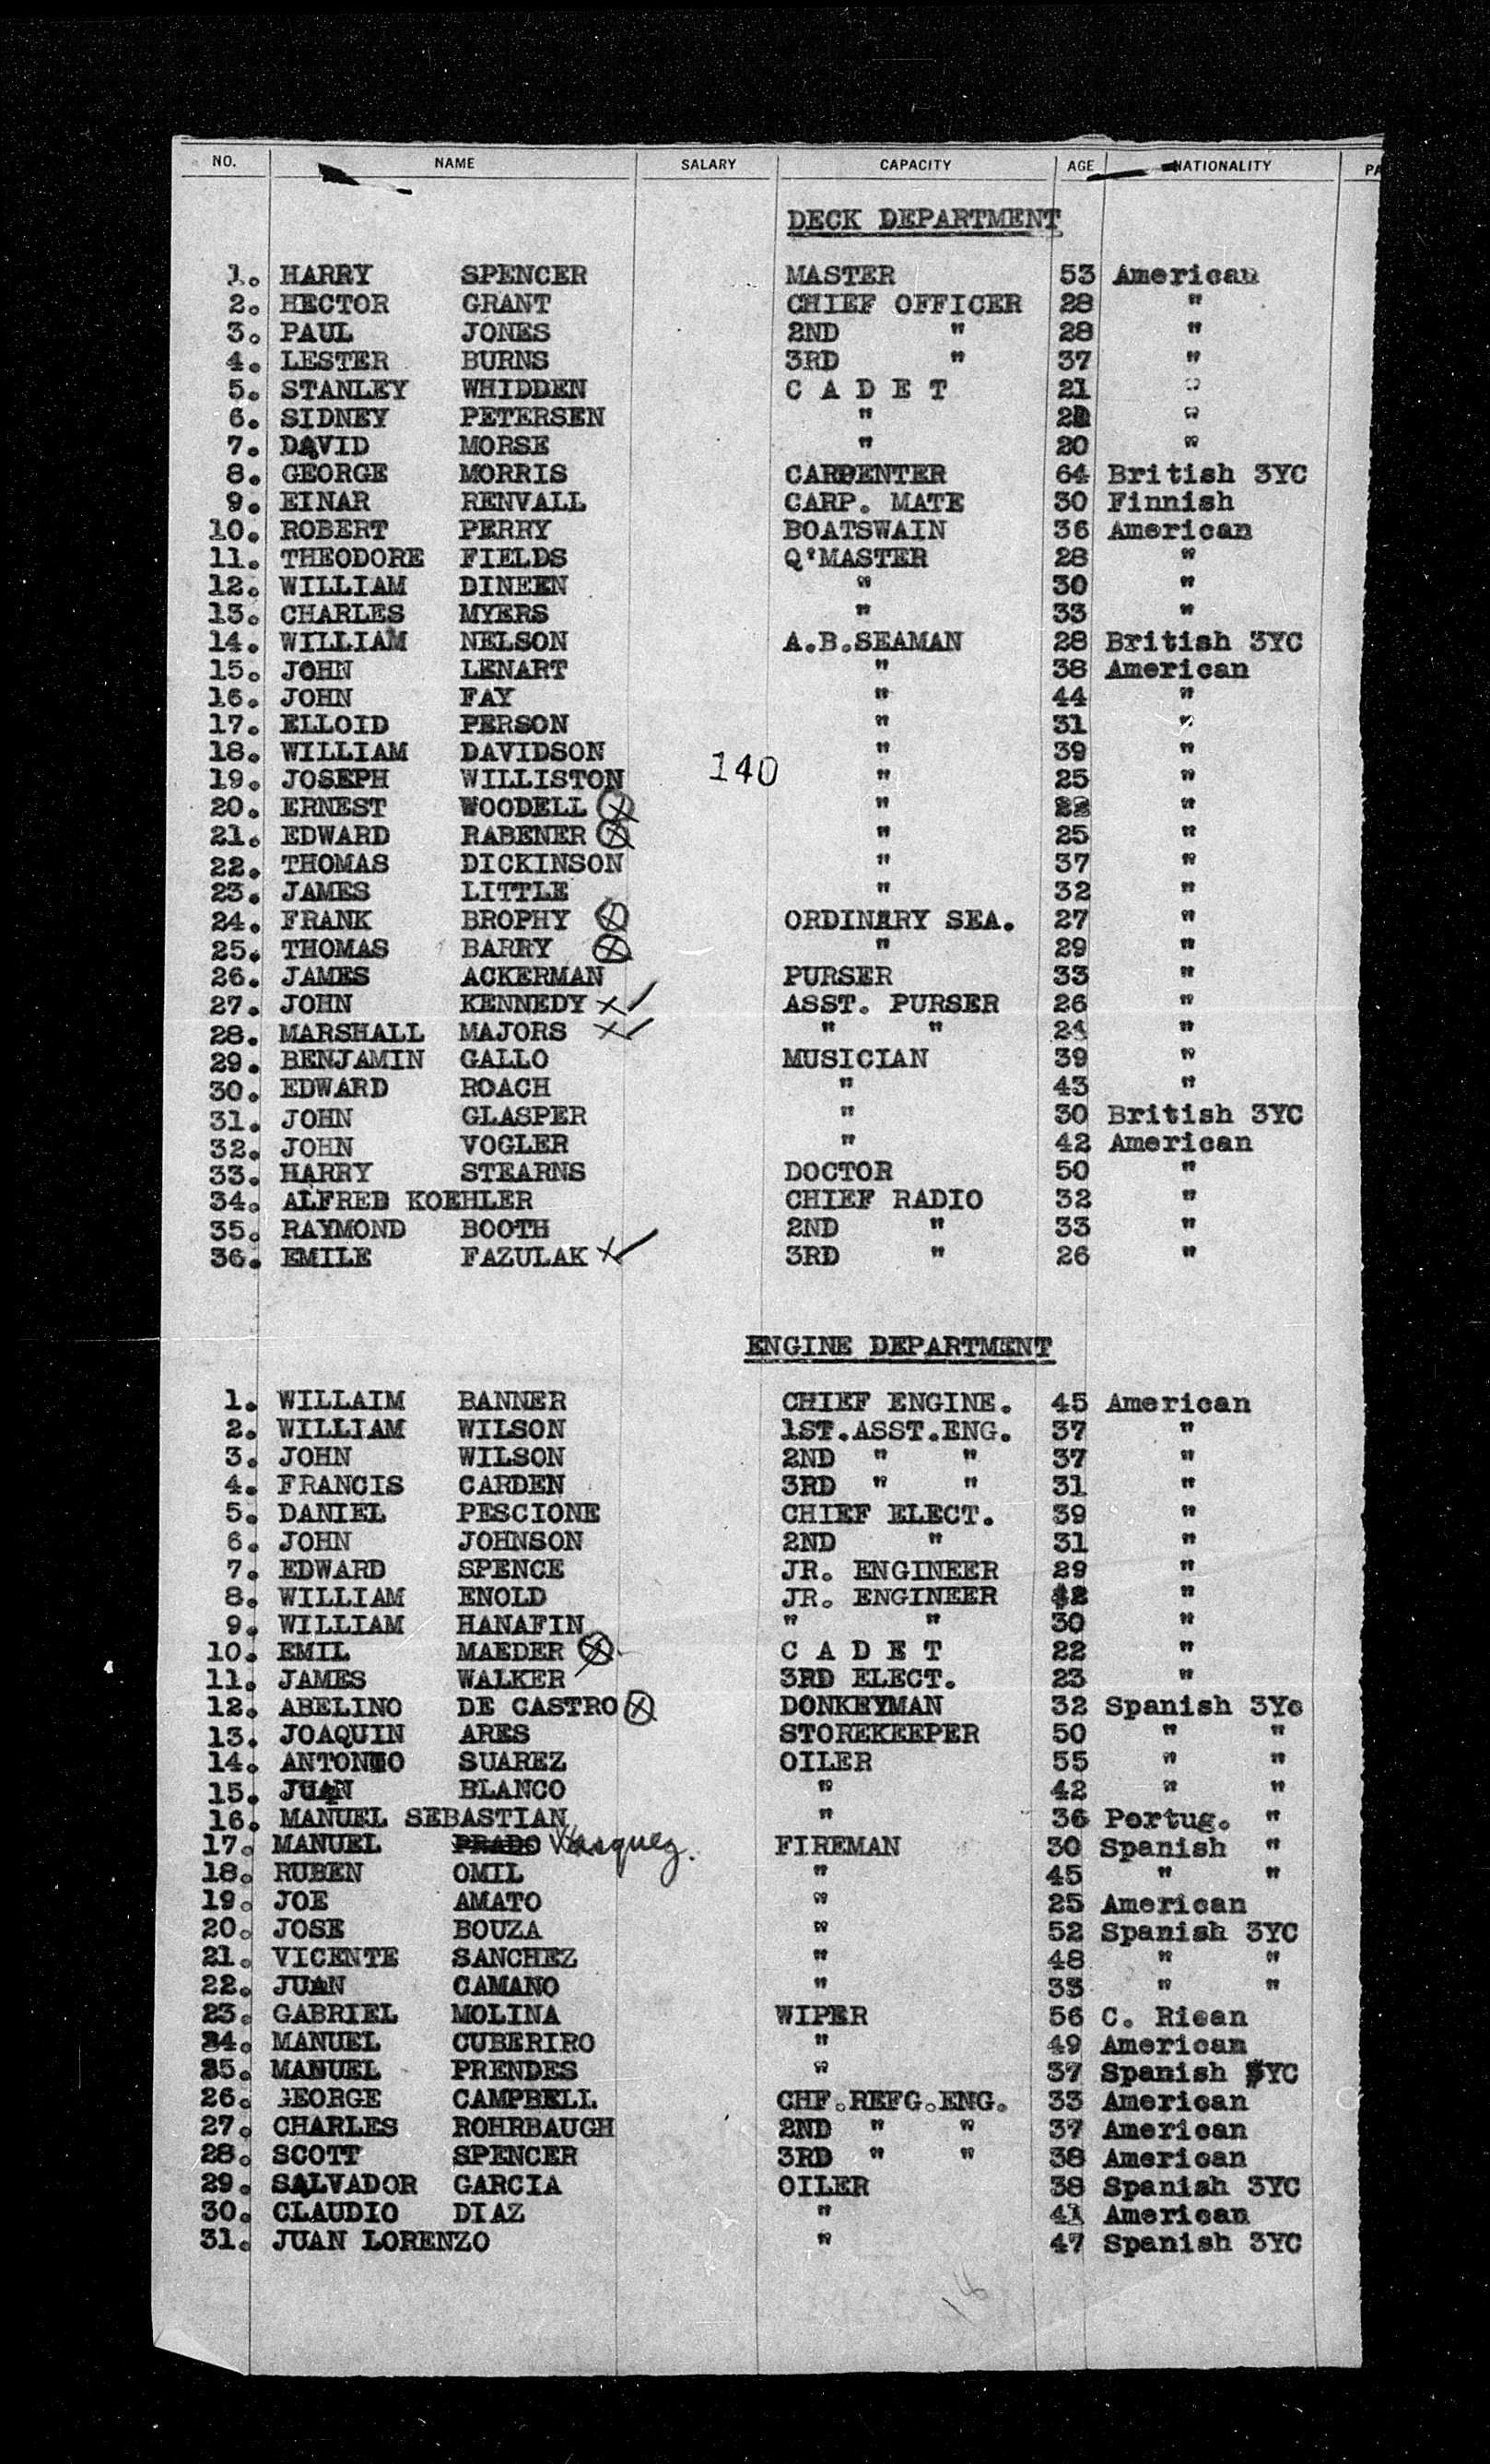 NO. NAME SALARY CAPACITY AGE NATIONALITY PA
DECK DEPARTMENT
1. HARRY SPENCER MASTER 53 American
2. HECTOR GRANT CHIEF OFFICER 28 "
3. PAUL JONES 2ND " 28 "
4. LESTER BURNS 3RD " 37 "
5. STANLEY WHIDDEN C A D E T 21 "
6. SIDNEY PETERSEN " "
7. DAVID MORSE " 20 "
8. GEORGE MORRIS CARPENTER 64 British 3YC
9. EINAR RENVALL CARP. MATE 30 Finnish
10. ROBERT PERRY BOATSWAIN 36 American
11. THEODORE FIELDS Q'MASTER 28 "
12. WILLIAM DINEEN " 30 "
13. CHARLES MYERS " 33 "
14. WILLIAM NELSON A.B.SEAMAN 28 British 3YC
15. JOHN LENART " 38 American
16. JOHN FAY " 44 "
17. ELLOID PERSON " 31 "
18. WILLIAM DAVIDSON " 39 "
19. JOSEPH WILLISTON 140 " 25 "
20. ERNEST WOODELL " 22 "
21. EDWARD RABENER " 25 "
22. THOMAS DICKINSON " 37 "
23. JAMES LITTLE " 32 "
24. FRANK BROPHY ORDINARY SEA. 27 "
25. THOMAS BARRY " 29 "
26. JAMES ACKERMAN PURSER 33 "
27. JOHN KENNEDY ASST. PURSER 26 "
28. MARSHALL MAJORS " " 24 "
29. BENJAMIN GALLO MUSICIAN 39 "
30. EDWARD ROACH " 43 "
31. JOHN GLASPER " 30 British 3YC
32. JOHN VOGLER " 42 American
33. HARRY STEARNS DOCTOR 50 "
34. ALFRED KOEHLER CHIEF RADIO 32 "
35. RAYMOND BOOTH 2ND " 33 "
36. EMILE FAZULAK 3RD " 26 "
ENGINE DEPARTMENT
1. WILLAIM BANNER CHIEF ENGINE. 45 American
2. WILLIAM WILSON 1ST.ASST.ENG. 37 "
3. JOHN WILSON 2ND " " 37 "
4. FRANCIS CARDEN 3RD " " 31 "
5. DANIEL PESCIONE CHIEF ELECT. 39 "
6. JOHN JOHNSON 2ND " 31 "
7. EDWARD SPENCE JR. ENGINEER 29 "
8. WILLIAM ENOLD JR. ENGINEER 42 "
9. WILLIAM HANAFIN " " 30 "
10. EMIL MAEDER C A D E T 22 "
11. JAMES WALKER 3RD ELECT. 23 "
12. ABELINO DE CASTRO DONKEYMAN 32 Spanish 3Yc
13. JOAQUIN ARES STOREKEEPER 50 " "
14. ANTONIO SUAREZ OILER 55 " "
15. JUAN BLANCO " 42 " "
16. MANUEL SEBASTIAN " 36 Portug. "
17. MANUEL PRADO Vasquez. FIREMAN 30 Spanish "
18. RUBEN OMIL " 45 " "
19. JOE AMATO " 25 American
20. JOSE BOUZA " 52 Spanish 3YC
21. VICENTE SANCHEZ " 48 " "
22. JUAN CAMANO " 33 " "
23. GABRIEL MOLINA WIPER 56 C. Rican
24. MANUEL CUBERIRO " 49 American
25. MANUEL PRENDES " 37 Spanish 3YC
26. GEORGE CAMPBELL CHF.REFG.ENG. 33 American
27. CHARLES ROHRBAUGH 2ND " " 37 American
28. SCOTT SPENCER 3RD " " 38 American
29. SALVADOR GARCIA OILER 38 Spanish 3YC
30. CLAUDIO DIAZ " 41 American
31. JUAN LORENZO " 47 Spanish 3YC